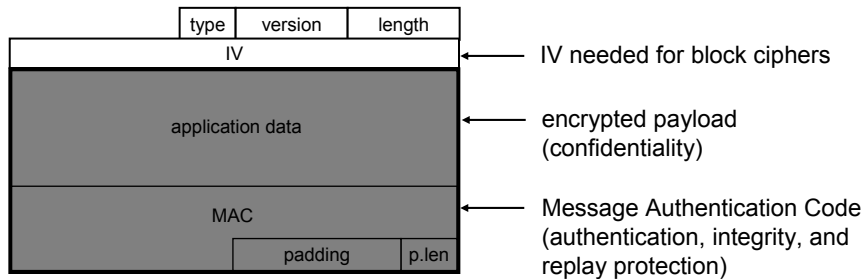 type version length
IV
IV needed for block ciphers
application data
encrypted payload
(confidentiality)
MAC
Message Authentication Code
(authentication, integrity, and
replay protection)
padding p.len